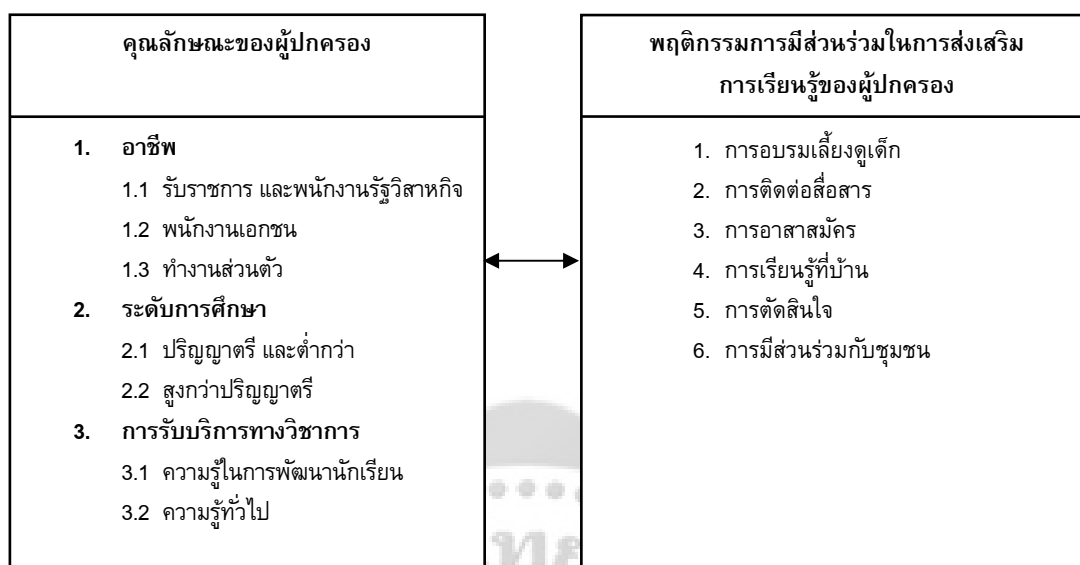 คุณลักษณะของผู้ปกครอง
1. อาชีพ
1.1 รับราชการ และพนักงานรัฐวิสาหกิจ
1.2 พนักงานเอกชน
1.3 ทำงานส่วนตัว
2. ระดับการศึกษา
2.1 ปริญญาตรี และต่ำกว่า
2.2 สูงกว่าปริญญาตรี
3. การรับบริการทางวิชาการ
3.1 ความรู้ในการพัฒนานักเรียน
3.2 ความรู้ทั่วไป
พฤติกรรมการมีส่วนร่วมในการส่งเสริม
การเรียนรู้ของผู้ปกครอง
1. การอบรมเลี้ยงดูเด็ก
2. การติดต่อสื่อสาร
3. การอาสาสมัคร
4. การเรียนรู้ที่บ้าน
5. การตัดสินใจ
6. การมีส่วนร่วมกับชุมชน